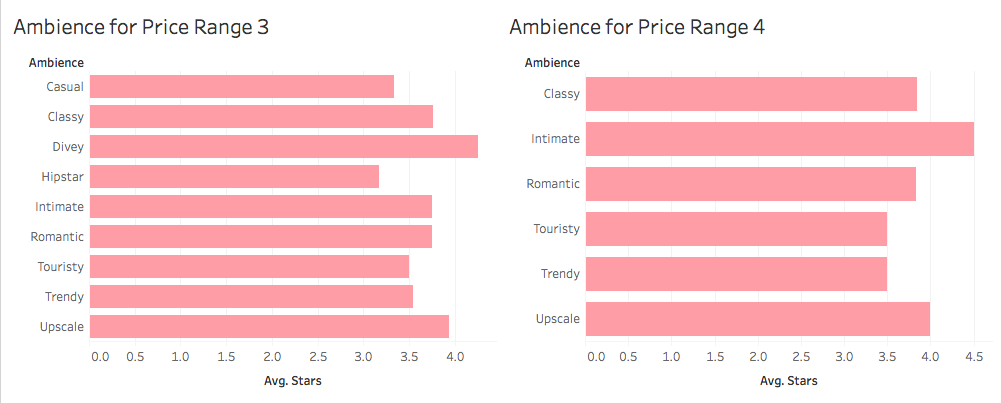 Ambience for Price Range 3
Ambience
Casual
Classy
Divey
Hipstar
Intimate
Romantic
Touristy
Trendy
Upscale
0.0 0.5 1.0 1.5 2.0 2.5 3.0 3.5 4.0
Avg. Stars
Ambience for Price Range 4
Ambience
Classy
Intimate
Romantic
Touristy
Trendy
Upscale
0.0 0.5 1.0 1.5 2.0 2.5 3.0 3.5 4.0 4.5
Avg. Stars